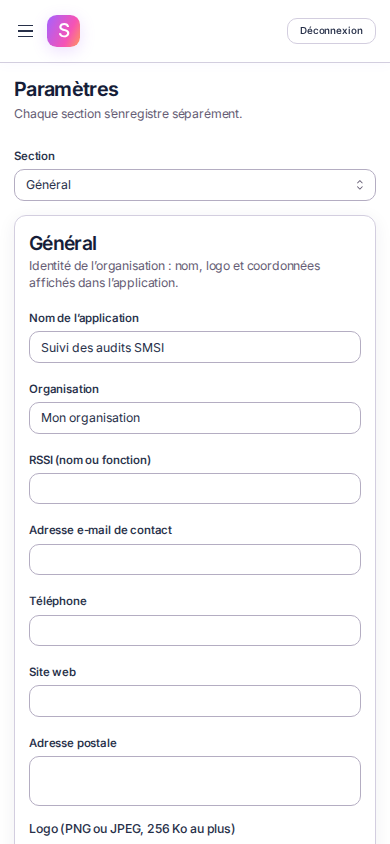 S
Déconnexion
Paramètres
Chaque section s’enregistre séparément.
Section
Général
Général
Identité de l’organisation : nom, logo et coordonnées
affichés dans l’application.
Nom de l’application
Suivi des audits SMSI
Organisation
Mon organisation
RSSI (nom ou fonction)
Adresse e-mail de contact
Téléphone
Site web
Adresse postale
Logo (PNG ou JPEG, 256 Ko au plus)